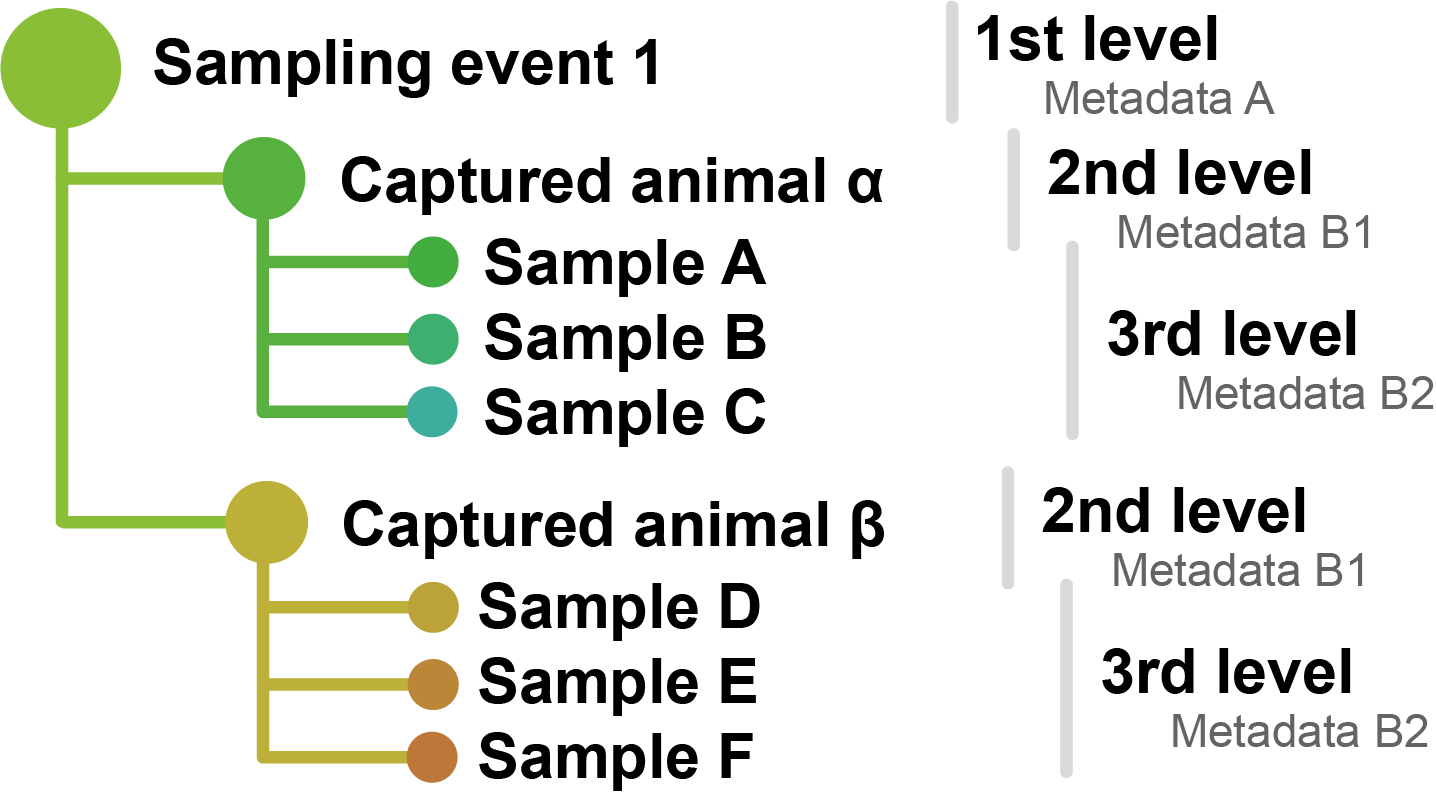 Sampling event 1
1st level
Metadata A
Captured animal α
2nd level
Metadata B1
Sample A
Sample B
Sample C
3rd level
Metadata B2
Captured animal β
2nd level
Metadata B1
Sample D
Sample E
Sample F
3rd level
Metadata B2